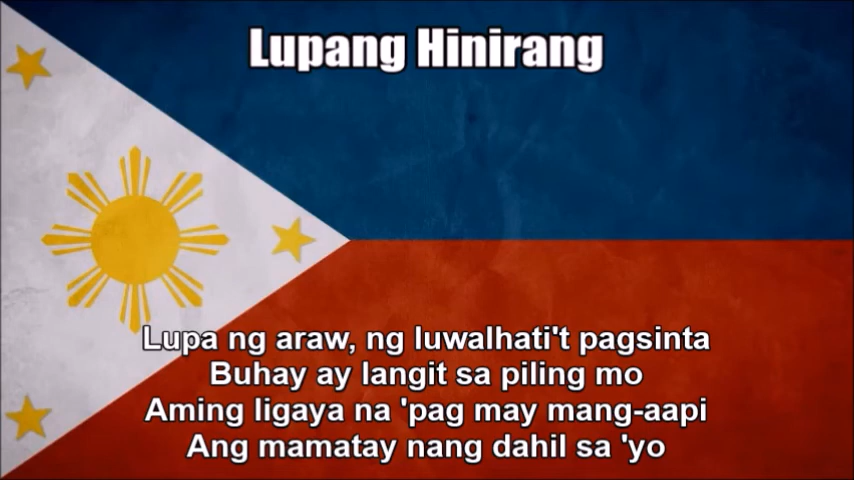 Lupang Hinirang
Lupa ng araw, ng luwalhati't pagsinta
Buhay ay langit sa piling mo
Aming ligaya na 'pag may mang-aapi
Ang mamatay nang dahil sa 'yo